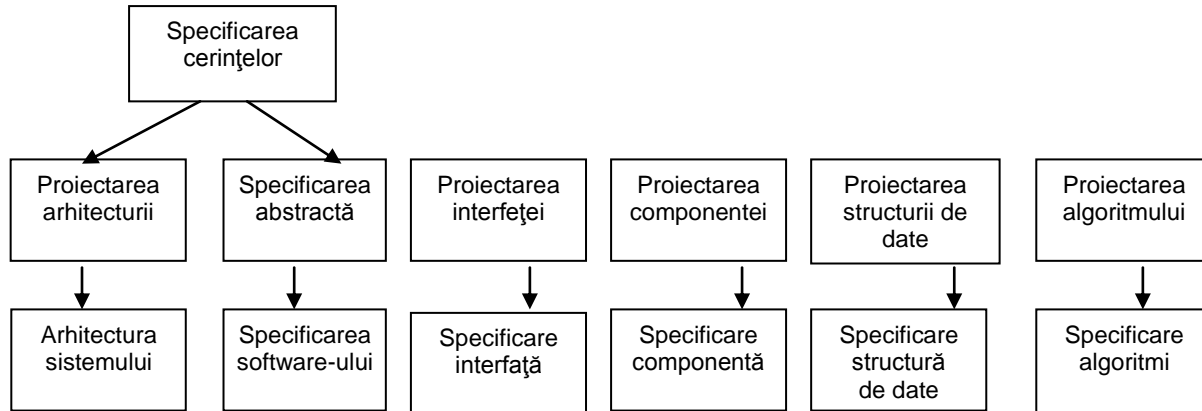 Specificarea
cerinţelor
Proiectarea
arhitecturii
Specificarea
abstractă
Proiectarea
interfeţei
Proiectarea
componentei
Proiectarea
structurii de
date
Proiectarea
algoritmului
Arhitectura
sistemului
Specificarea
software-ului
Specificare
interfaţă
Specificare
componentă
Specificare
structură
de date
Specificare
algoritmi